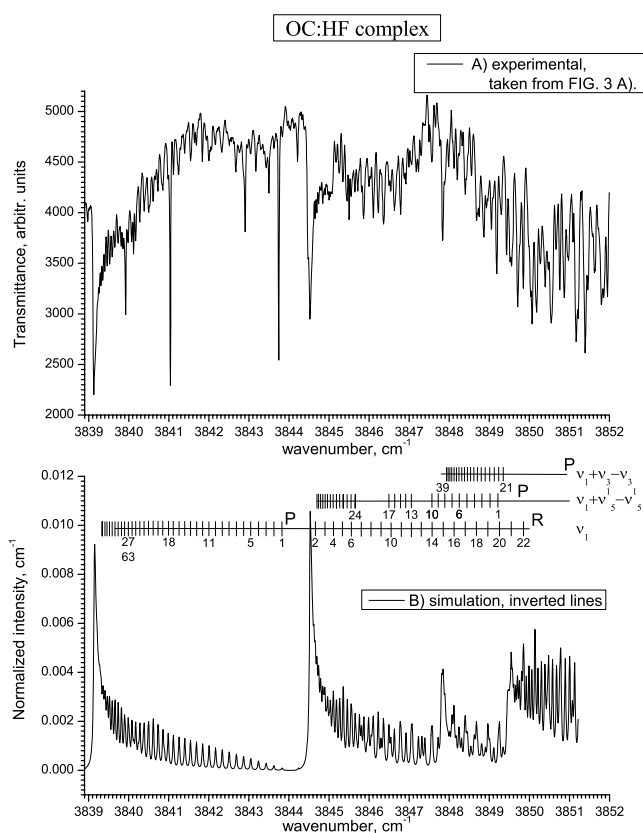 OC:HF complex
A) experimental,
taken from FIG. 3 A).
Transmittance, arbitr. units
5000
4500
4000
3500
3000
2500
2000
3839 3840 3841 3842 3843 3844 3845 3846 3847 3848 3849 3850 3851 3852
wavenumber, cm-1
P ν1+ν3−ν3
39 21
P ν1+ν15−ν15
24 17 13 10 6 1
P R ν1
27 18 11 5 1 2 4 6 10 14 16 18 20 22
63
B) simulation, inverted lines
Normalized intensity, cm-1
0.012
0.010
0.008
0.006
0.004
0.002
0.000
3839 3840 3841 3842 3843 3844 3845 3846 3847 3848 3849 3850 3851 3852
wavenumber, cm-1